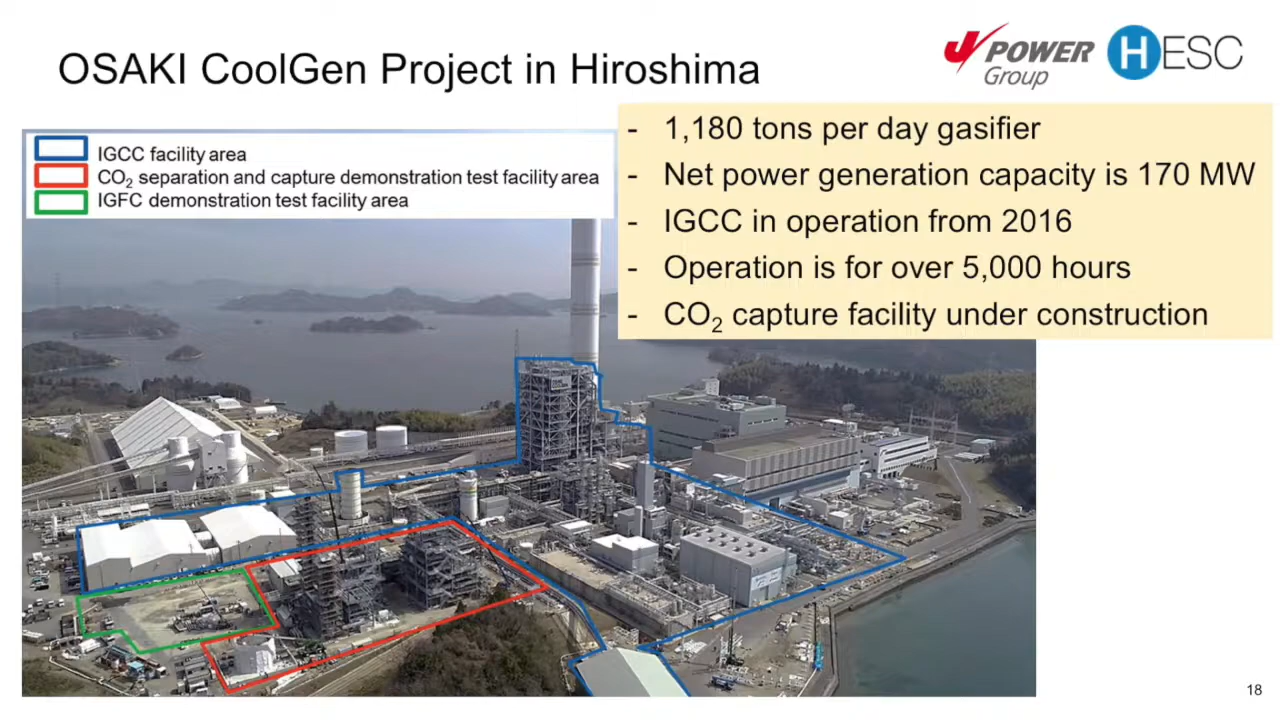 OSAKI CoolGen Project in Hiroshima
J POWER
Group
HESC
IGCC facility area
CO₂ separation and capture demonstration test facility area
IGFC demonstration test facility area
- 1,180 tons per day gasifier
- Net power generation capacity is 170 MW
- IGCC in operation from 2016
- Operation is for over 5,000 hours
- CO₂ capture facility under construction
18